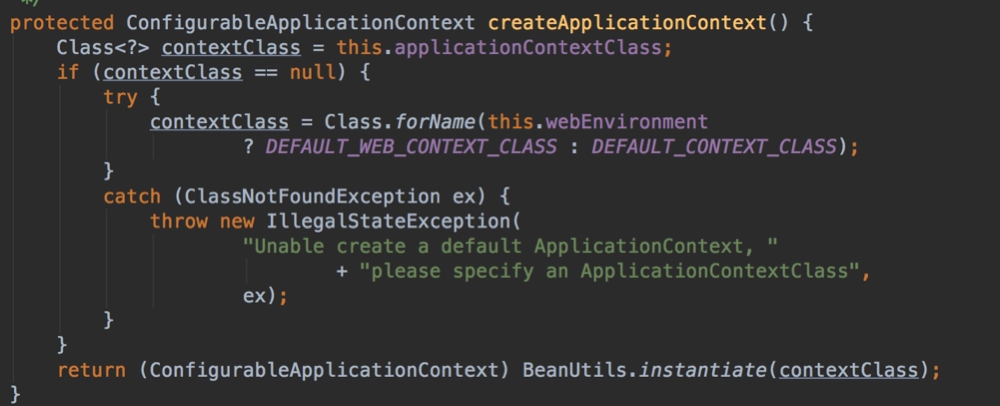 */
protected ConfigurableApplicationContext createApplicationContext() {
    Class<?> contextClass = this.applicationContextClass;
    if (contextClass == null) {
        try {
            contextClass = Class.forName(this.webEnvironment
                    ? DEFAULT_WEB_CONTEXT_CLASS : DEFAULT_CONTEXT_CLASS);
        }
        catch (ClassNotFoundException ex) {
            throw new IllegalStateException(
                    "Unable create a default ApplicationContext, "
                            + "please specify an ApplicationContextClass",
                    ex);
        }
    }
    return (ConfigurableApplicationContext) BeanUtils.instantiate(contextClass);
}